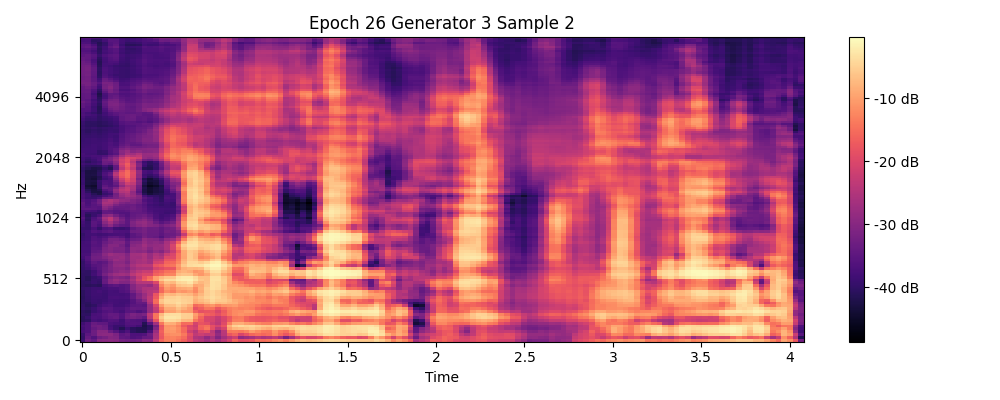 Epoch 26 Generator 3 Sample 2
Hz
4096
2048
1024
512
0
0 0.5 1 1.5 2 2.5 3 3.5 4
Time
-10 dB
-20 dB
-30 dB
-40 dB